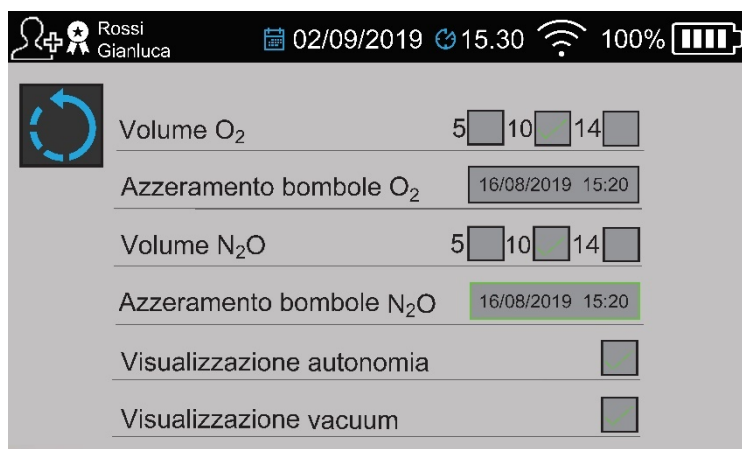 Rossi
Gianluca
02/09/2019 15.30 100%
Volume O₂ 5 10 14
Azzeramento bombole O₂ 16/08/2019 15:20
Volume N₂O 5 10 14
Azzeramento bombole N₂O 16/08/2019 15:20
Visualizzazione autonomia
Visualizzazione vacuum